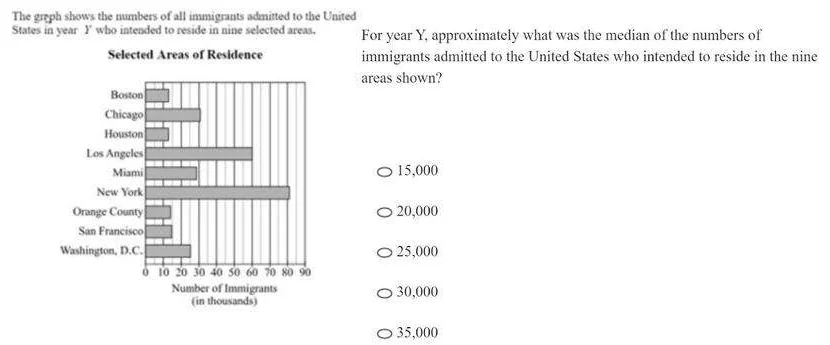 The greph shows the numbers of all immigrants admitted to the United
States in year Y who intended to reside in nine selected areas.
Selected Areas of Residence
Boston
Chicago
Houston
Los Angeles
Miami
New York
Orange County
San Francisco
Washington, D.C.
0 10 20 30 40 50 60 70 80 90
Number of Immigrants
(in thousands)
For year Y, approximately what was the median of the numbers of
immigrants admitted to the United States who intended to reside in the nine
areas shown?
15,000
20,000
25,000
30,000
35,000